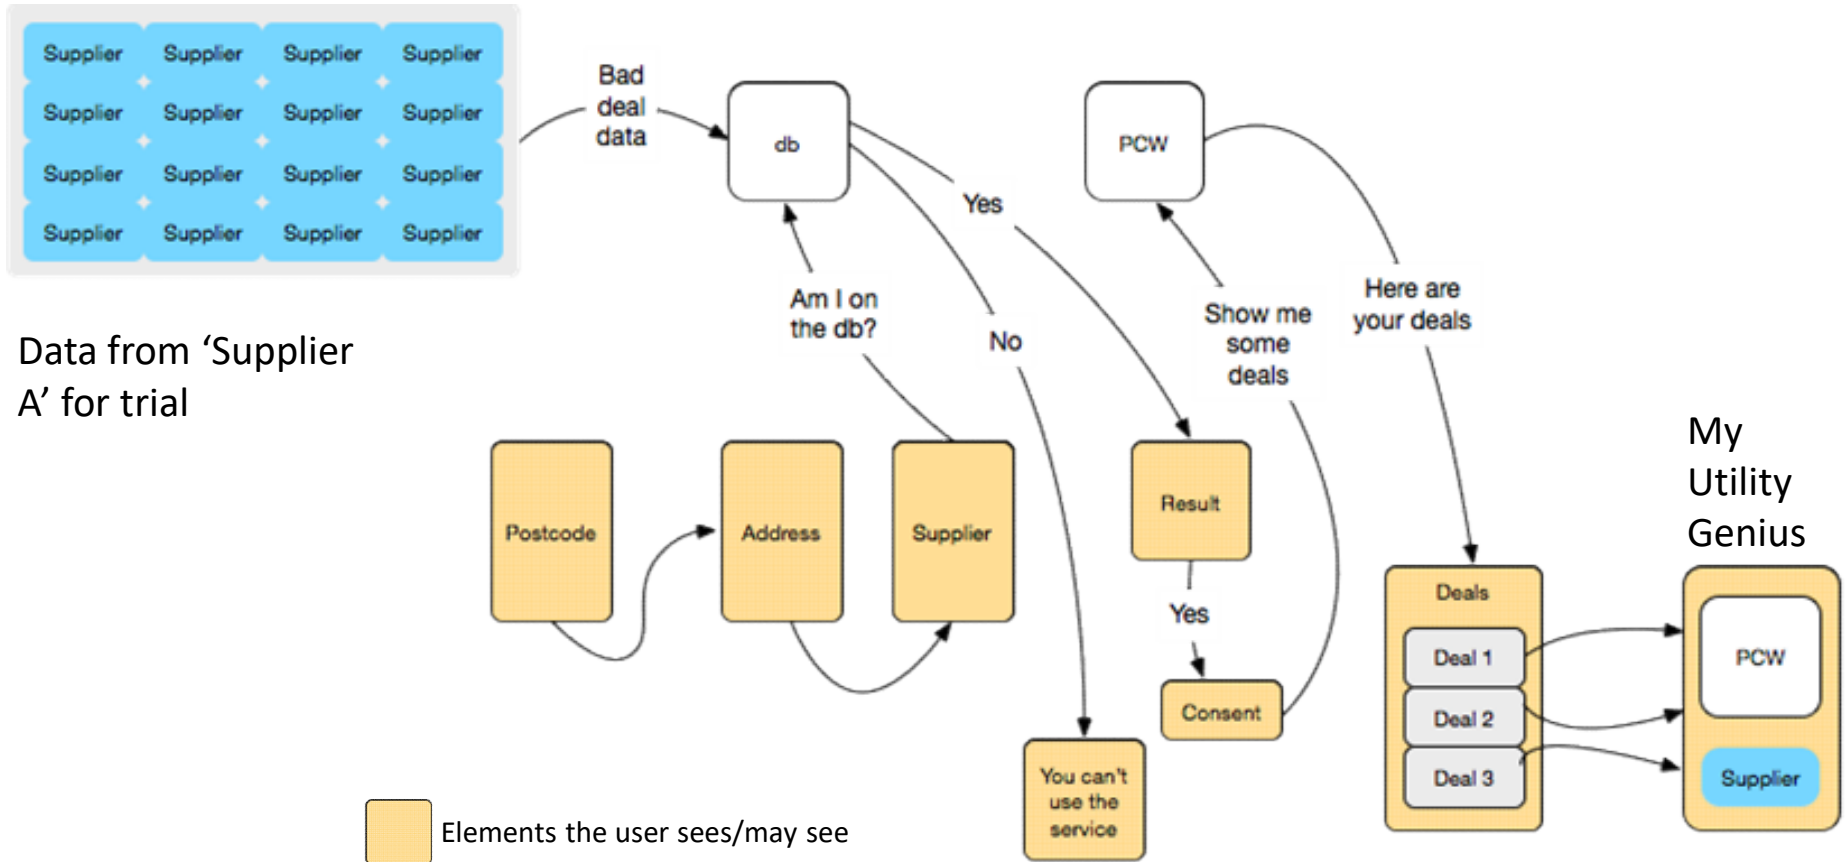 Supplier Supplier Supplier Supplier
Supplier Supplier Supplier Supplier
Supplier Supplier Supplier Supplier
Supplier Supplier Supplier Supplier
Data from ‘Supplier
A’ for trial
Bad
deal
data
db
PCW
Yes
Am I on
the db?
No
Show me
some
deals
Here are
your deals
Postcode
Address
Supplier
Result
Yes
Consent
You can't
use the
service
Deals
Deal 1
Deal 2
Deal 3
My
Utility
Genius
PCW
Supplier
Elements the user sees/may see